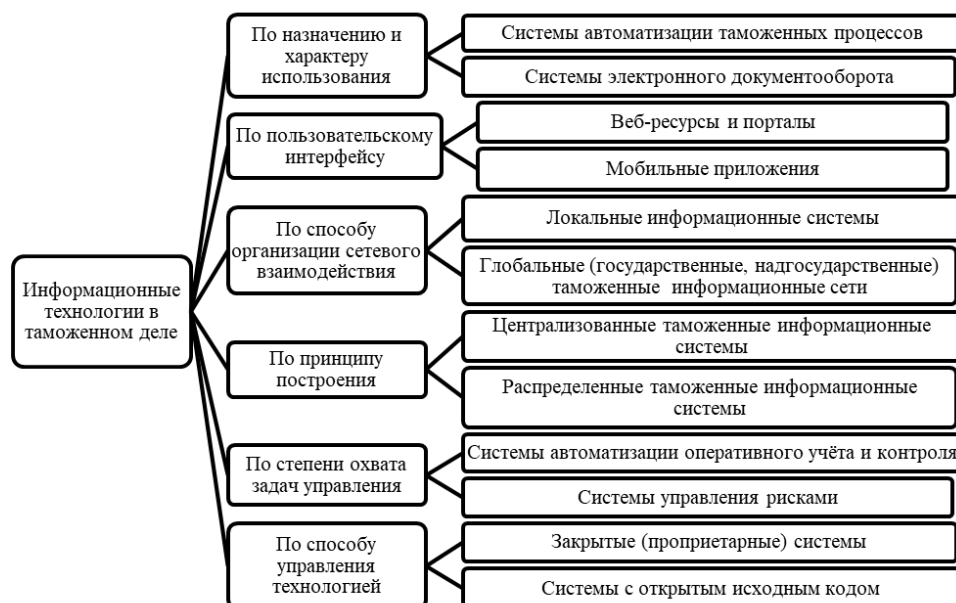 Информационные
технологии в
таможенном деле
По назначению и
характеру
использования
Системы автоматизации таможенных процессов
Системы электронного документооборота
По пользовательскому
интерфейсу
Веб-ресурсы и порталы
Мобильные приложения
По способу
организации сетевого
взаимодействия
Локальные информационные системы
Глобальные (государственные, надгосударственные)
таможенные информационные сети
По принципу
построения
Централизованные таможенные информационные
системы
Распределенные таможенные информационные
системы
По степени охвата
задач управления
Системы автоматизации оперативного учёта и контроля
Системы управления рисками
По способу
управления
технологией
Закрытые (проприетарные) системы
Системы с открытым исходным кодом